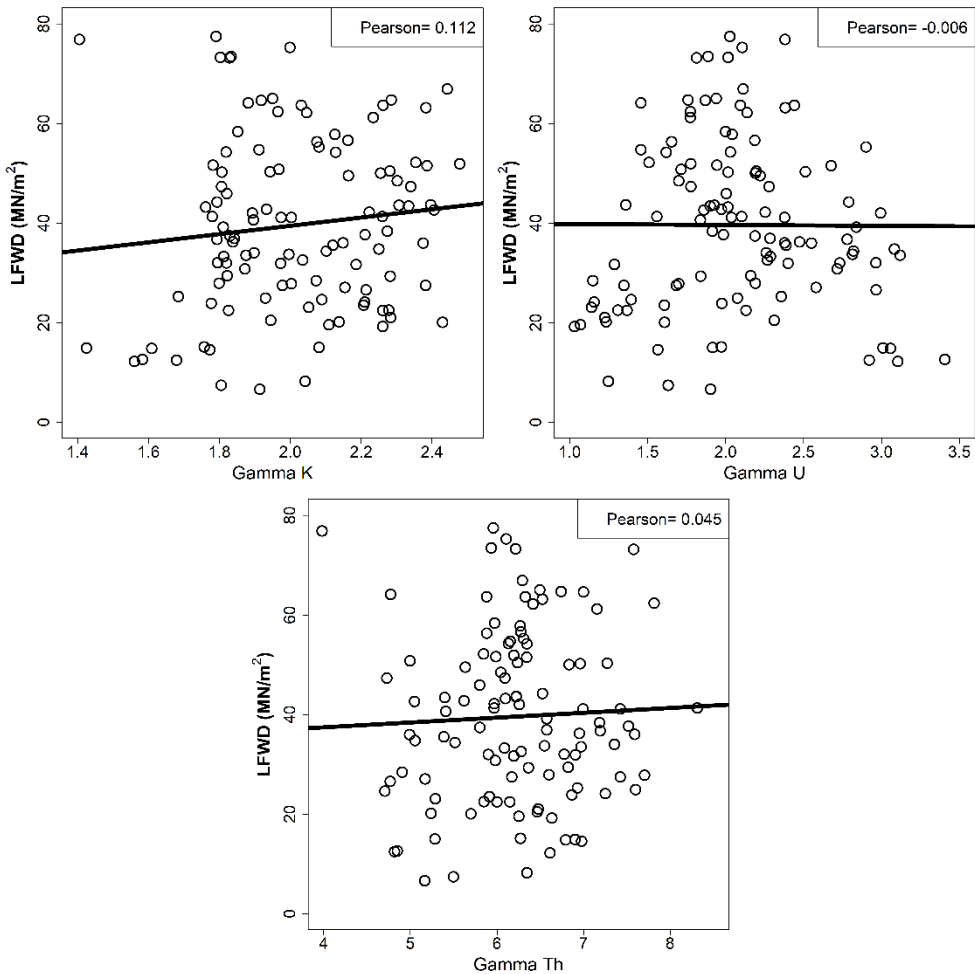 Pearson= 0.112
80
60
40
20
0
LFWD (MN/m²)
1.4 1.6 1.8 2.0 2.2 2.4
Gamma K
Pearson= -0.006
80
60
40
20
0
LFWD (MN/m²)
1.0 1.5 2.0 2.5 3.0 3.5
Gamma U
Pearson= 0.045
80
60
40
20
0
LFWD (MN/m²)
4 5 6 7 8
Gamma Th